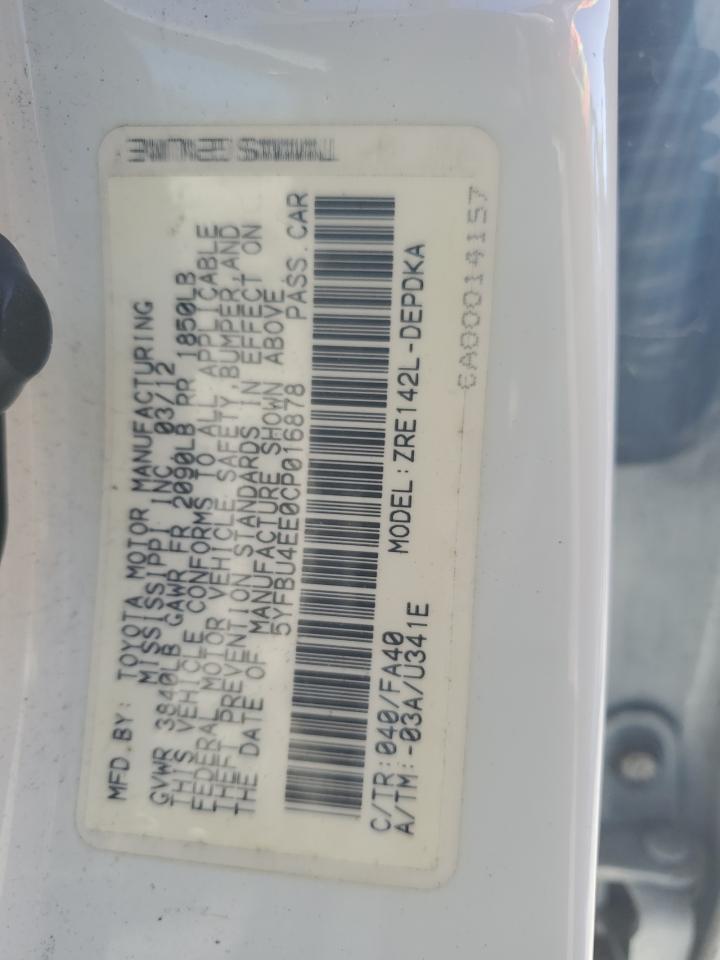 MFD.BY: TOYOTA MOTOR MANUFACTURING
MISSISSIPPI INC 03/12
GVWR 3840LB GAWR FR 2090LB RR 1850LB
THIS VEHICLE CONFORMS TO ALL APPLICABLE
FEDERAL MOTOR VEHICLE SAFETY,BUMPER,AND
THEFT PREVENTION STANDARDS IN EFFECT ON
THE DATE OF MANUFACTURE SHOWN ABOVE
5YFBU4EE0CP016878 PASS.CAR
C/TR:040/FA40 MODEL:ZRE142L-DEPDKA
A/TM:-03A/U341E
CA00014157